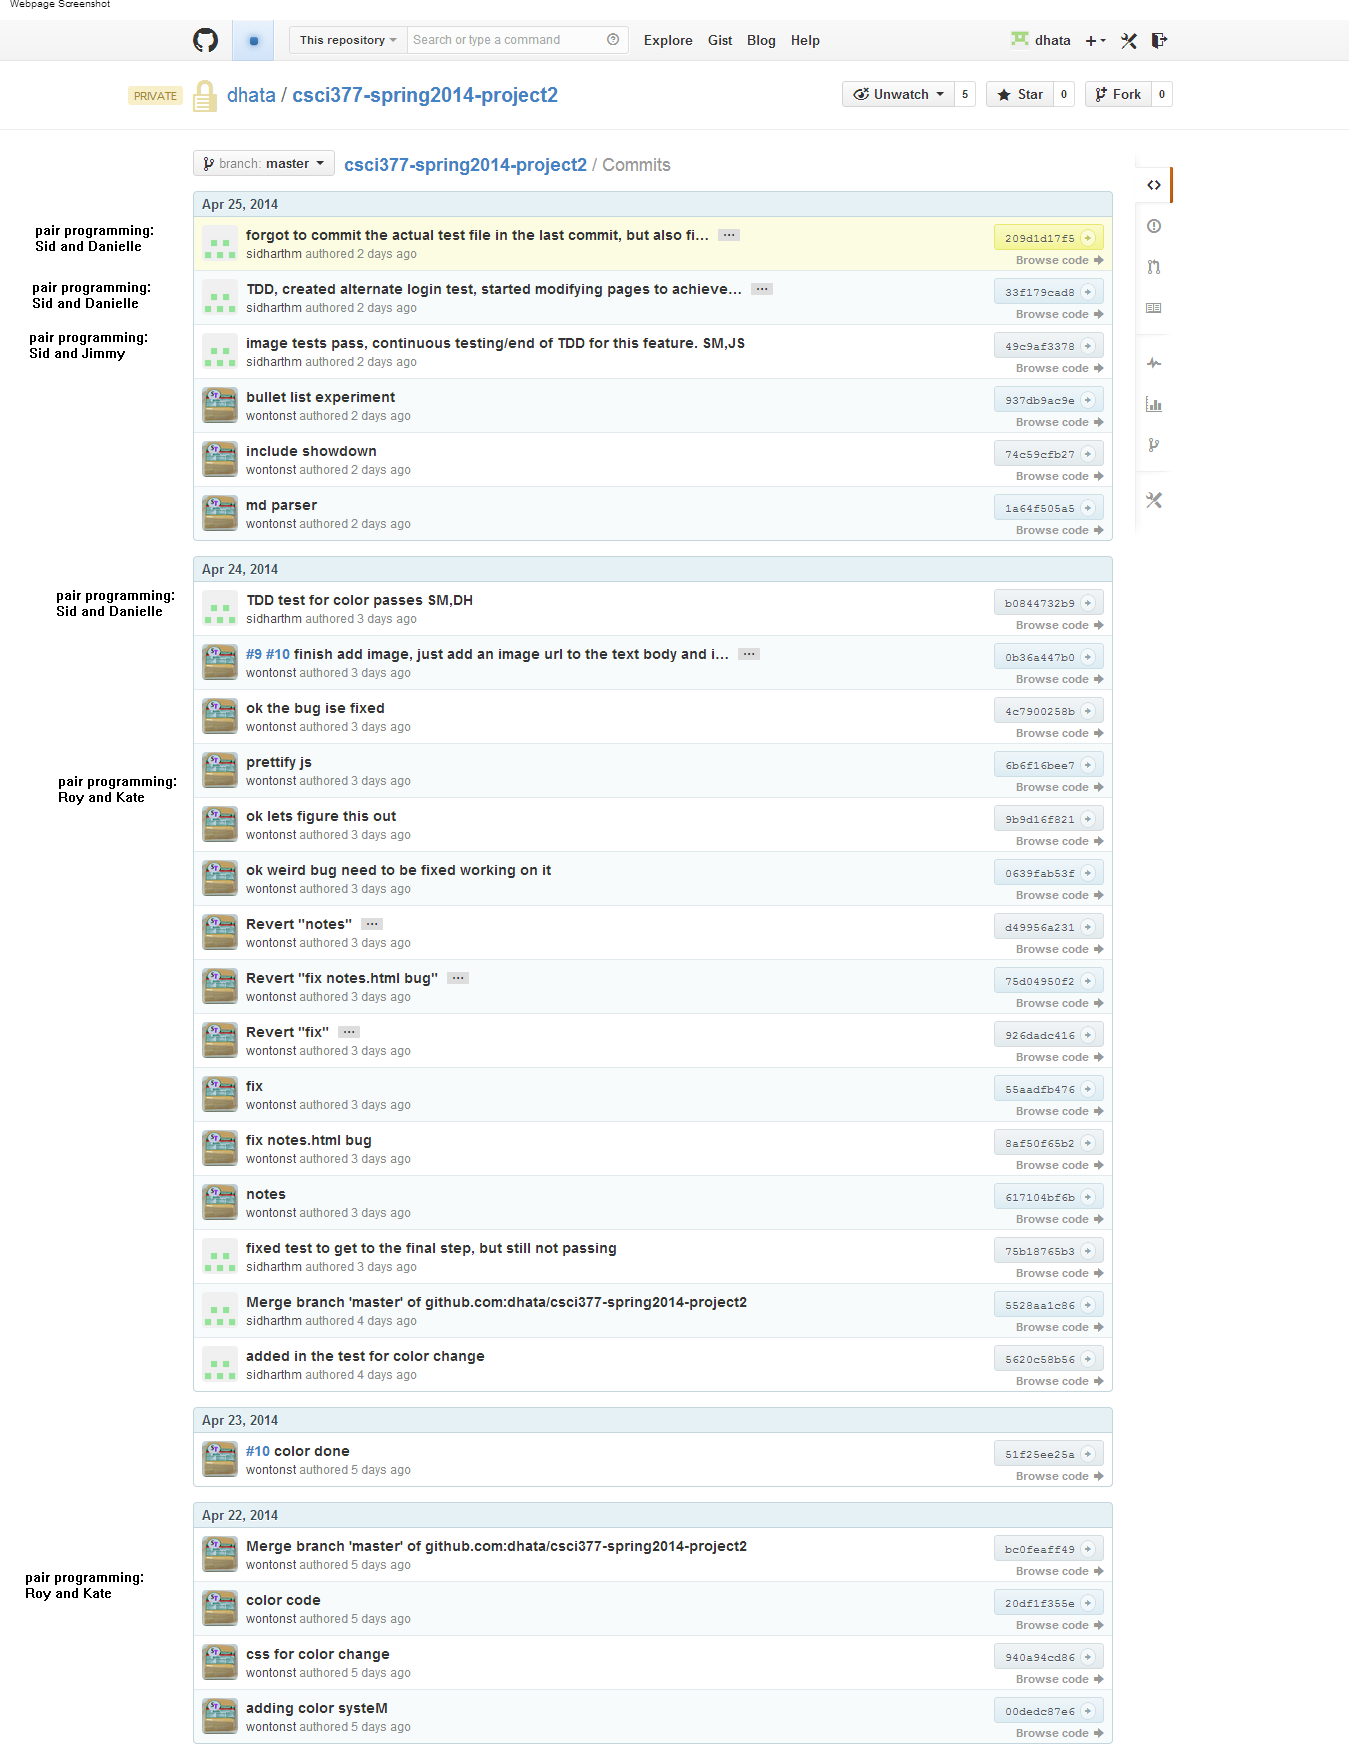 Webpage Screenshot
This repository
Search or type a command
Explore Gist Blog Help
dhata
PRIVATE
dhata / csci377-spring2014-project2
Unwatch 5
Star 0
Fork 0
branch: master
csci377-spring2014-project2 / Commits
Apr 25, 2014
pair programming:
Sid and Danielle
forgot to commit the actual test file in the last commit, but also fi… …
sidharthm authored 2 days ago
209d1d17f5
Browse code
pair programming:
Sid and Danielle
TDD, created alternate login test, started modifying pages to achieve… …
sidharthm authored 2 days ago
33f179cad8
Browse code
pair programming:
Sid and Jimmy
image tests pass, continuous testing/end of TDD for this feature. SM,JS
sidharthm authored 2 days ago
49c9af3378
Browse code
bullet list experiment
wontonst authored 2 days ago
937db9ac9e
Browse code
include showdown
wontonst authored 2 days ago
74c59cfb27
Browse code
md parser
wontonst authored 2 days ago
1a64f505a5
Browse code
Apr 24, 2014
pair programming:
Sid and Danielle
TDD test for color passes SM,DH
sidharthm authored 3 days ago
b0844732b9
Browse code
#9 #10 finish add image, just add an image url to the text body and i… …
wontonst authored 3 days ago
0b36a447b0
Browse code
ok the bug ise fixed
wontonst authored 3 days ago
4c7900258b
Browse code
pair programming:
Roy and Kate
prettify js
wontonst authored 3 days ago
6b6f16bee7
Browse code
ok lets figure this out
wontonst authored 3 days ago
9b9d16f821
Browse code
ok weird bug need to be fixed working on it
wontonst authored 3 days ago
0639fab53f
Browse code
Revert "notes" …
wontonst authored 3 days ago
d49956a231
Browse code
Revert "fix notes.html bug" …
wontonst authored 3 days ago
75d04950f2
Browse code
Revert "fix" …
wontonst authored 3 days ago
926dadc416
Browse code
fix
wontonst authored 3 days ago
55aadfb476
Browse code
fix notes.html bug
wontonst authored 3 days ago
8af50f65b2
Browse code
notes
wontonst authored 3 days ago
617104bf6b
Browse code
fixed test to get to the final step, but still not passing
sidharthm authored 3 days ago
75b18765b3
Browse code
Merge branch 'master' of github.com:dhata/csci377-spring2014-project2
sidharthm authored 4 days ago
5528aa1c86
Browse code
added in the test for color change
sidharthm authored 4 days ago
5620c58b56
Browse code
Apr 23, 2014
#10 color done
wontonst authored 5 days ago
51f25ee25a
Browse code
Apr 22, 2014
Merge branch 'master' of github.com:dhata/csci377-spring2014-project2
wontonst authored 5 days ago
bc0feaff49
Browse code
pair programming:
Roy and Kate
color code
wontonst authored 5 days ago
20df1f355e
Browse code
css for color change
wontonst authored 5 days ago
940a94cd86
Browse code
adding color systeM
wontonst authored 5 days ago
00dedc87e6
Browse code